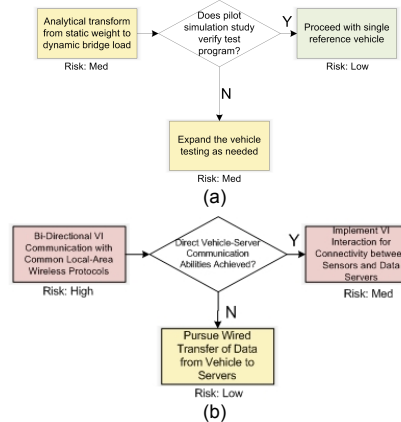 Analytical transform
from static weight to
dynamic bridge load
Risk: Med
Does pilot
simulation study
verify test
program?
Y
Proceed with single
reference vehicle
Risk: Low
N
Expand the vehicle
testing as needed
Risk: Med
(a)
Bi-Directional VI
Communication with
Common Local-Area
Wireless Protocols
Risk: High
Direct Vehicle-Server
Communication
Abilities Achieved?
Y
Implement VI
Interaction for
Connectivity between
Sensors and Data
Servers
Risk: Med
N
Pursue Wired
Transfer of Data
from Vehicle to
Servers
Risk: Low
(b)